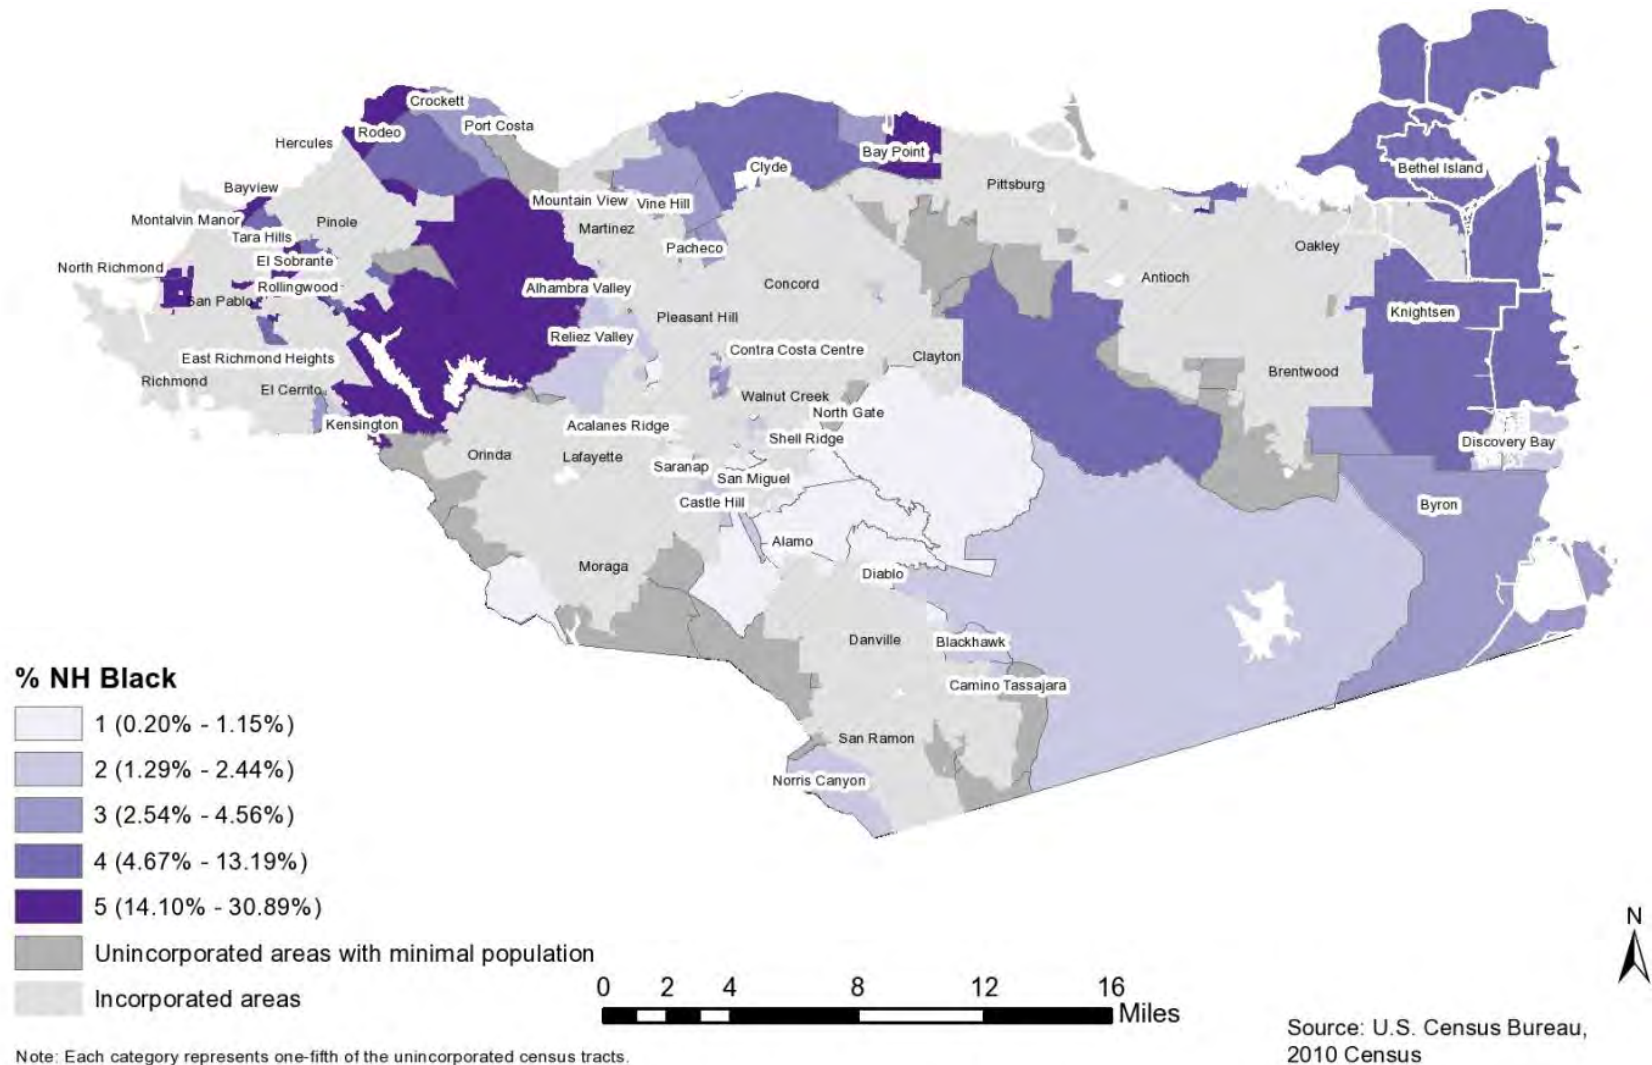 Crockett
Rodeo
Port Costa
Hercules
Bay Point
Clyde
Bethel Island
Pittsburg
Bayview
Mountain View
Vine Hill
Montalvin Manor
Pinole
Martinez
Tara Hills
Pacheco
Oakley
El Sobrante
North Richmond
Antioch
Rollingwood
Alhambra Valley
Concord
San Pablo
Knightsen
Pleasant Hill
Reliez Valley
Contra Costa Centre
East Richmond Heights
Clayton
Richmond
Brentwood
El Cerrito
Walnut Creek
North Gate
Kensington
Acalanes Ridge
Shell Ridge
Discovery Bay
Orinda
Lafayette
Saranap
San Miguel
Castle Hill
Byron
Alamo
Moraga
Diablo
Danville
Blackhawk
Camino Tassajara
San Ramon
Norris Canyon
% NH Black
1 (0.20% - 1.15%)
2 (1.29% - 2.44%)
3 (2.54% - 4.56%)
4 (4.67% - 13.19%)
5 (14.10% - 30.89%)
Unincorporated areas with minimal population
Incorporated areas
0 2 4 8 12 16
Miles
N
Source: U.S. Census Bureau,
2010 Census
Note: Each category represents one-fifth of the unincorporated census tracts.